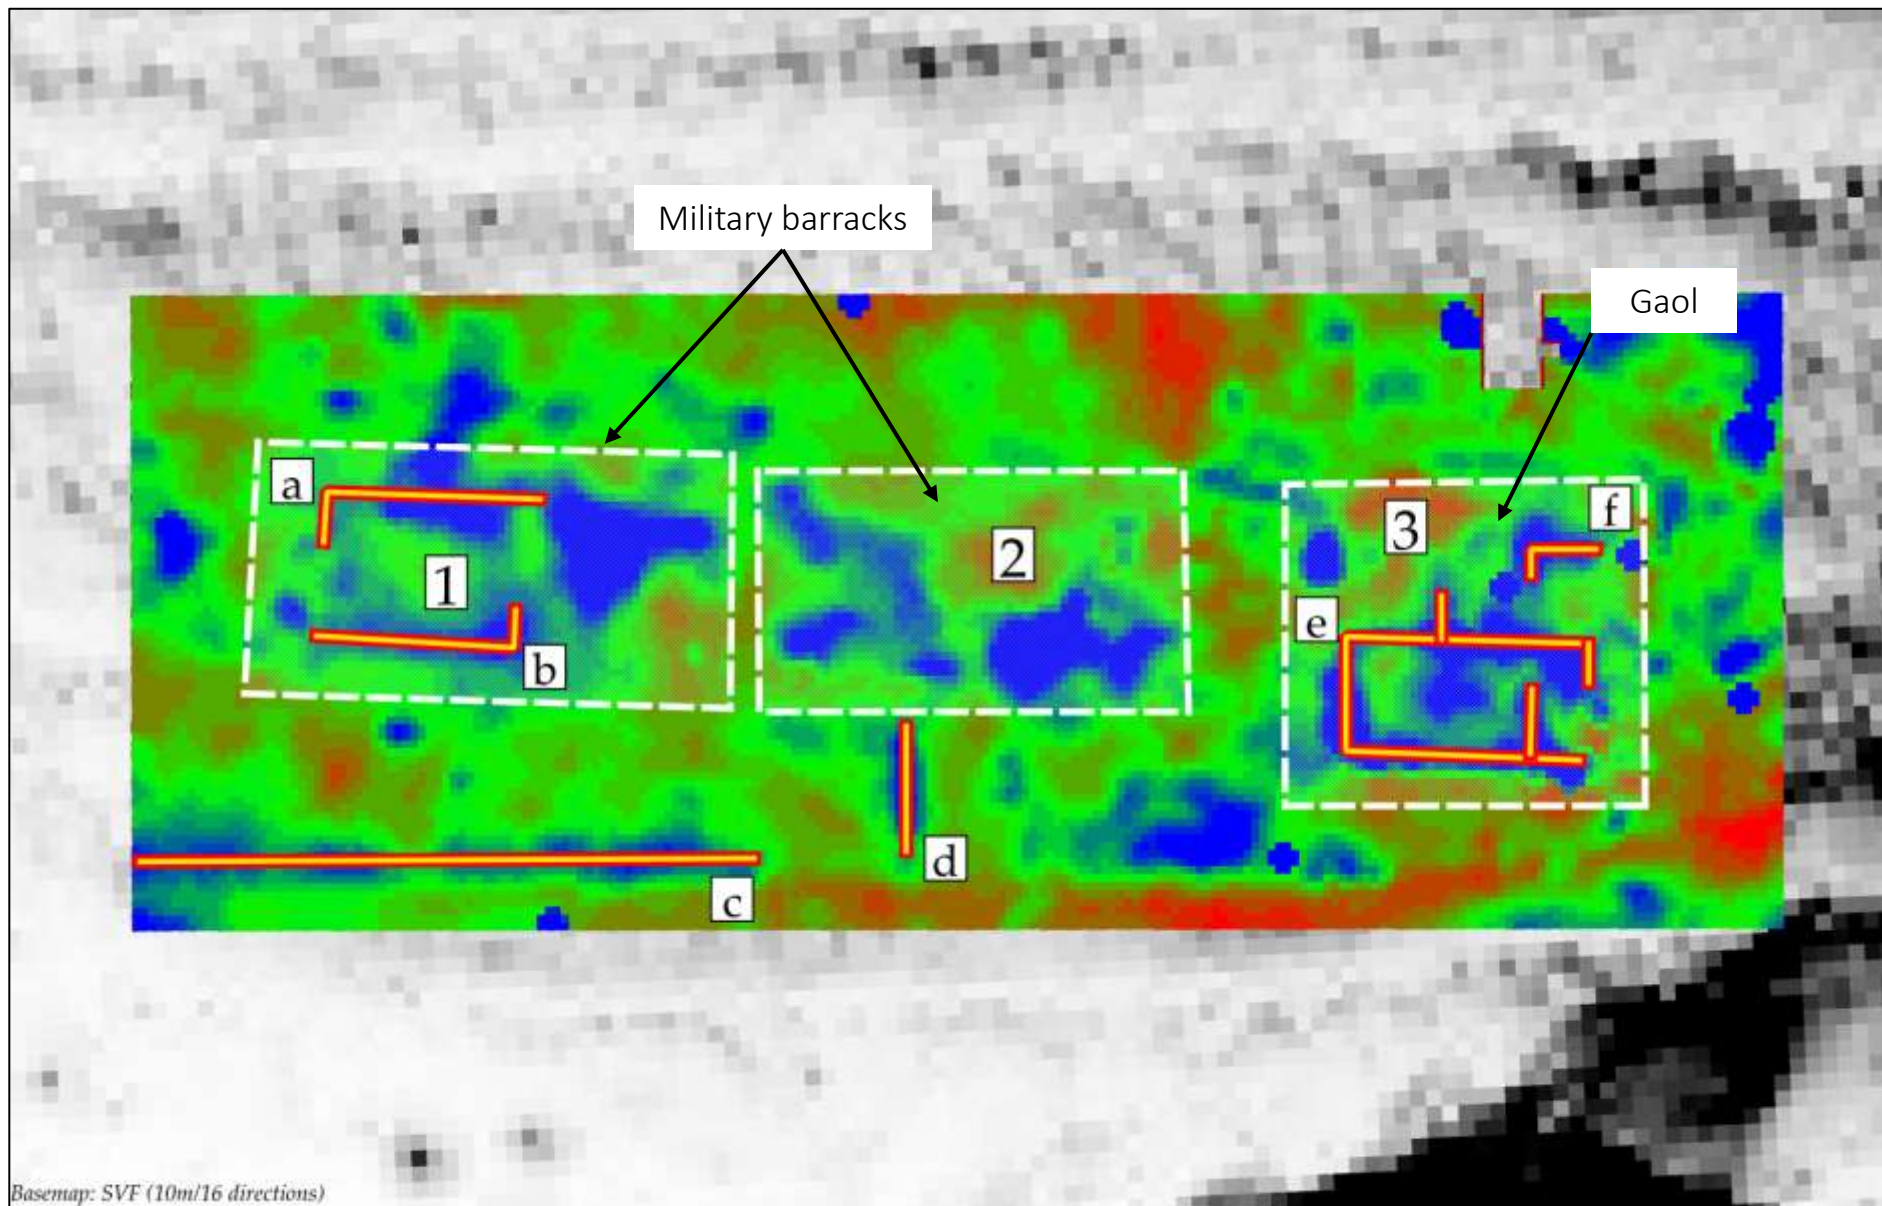 Military barracks
Gaol
a
1
b
2
3
f
e
d
c
Basemap: SVF (10m/16 directions)